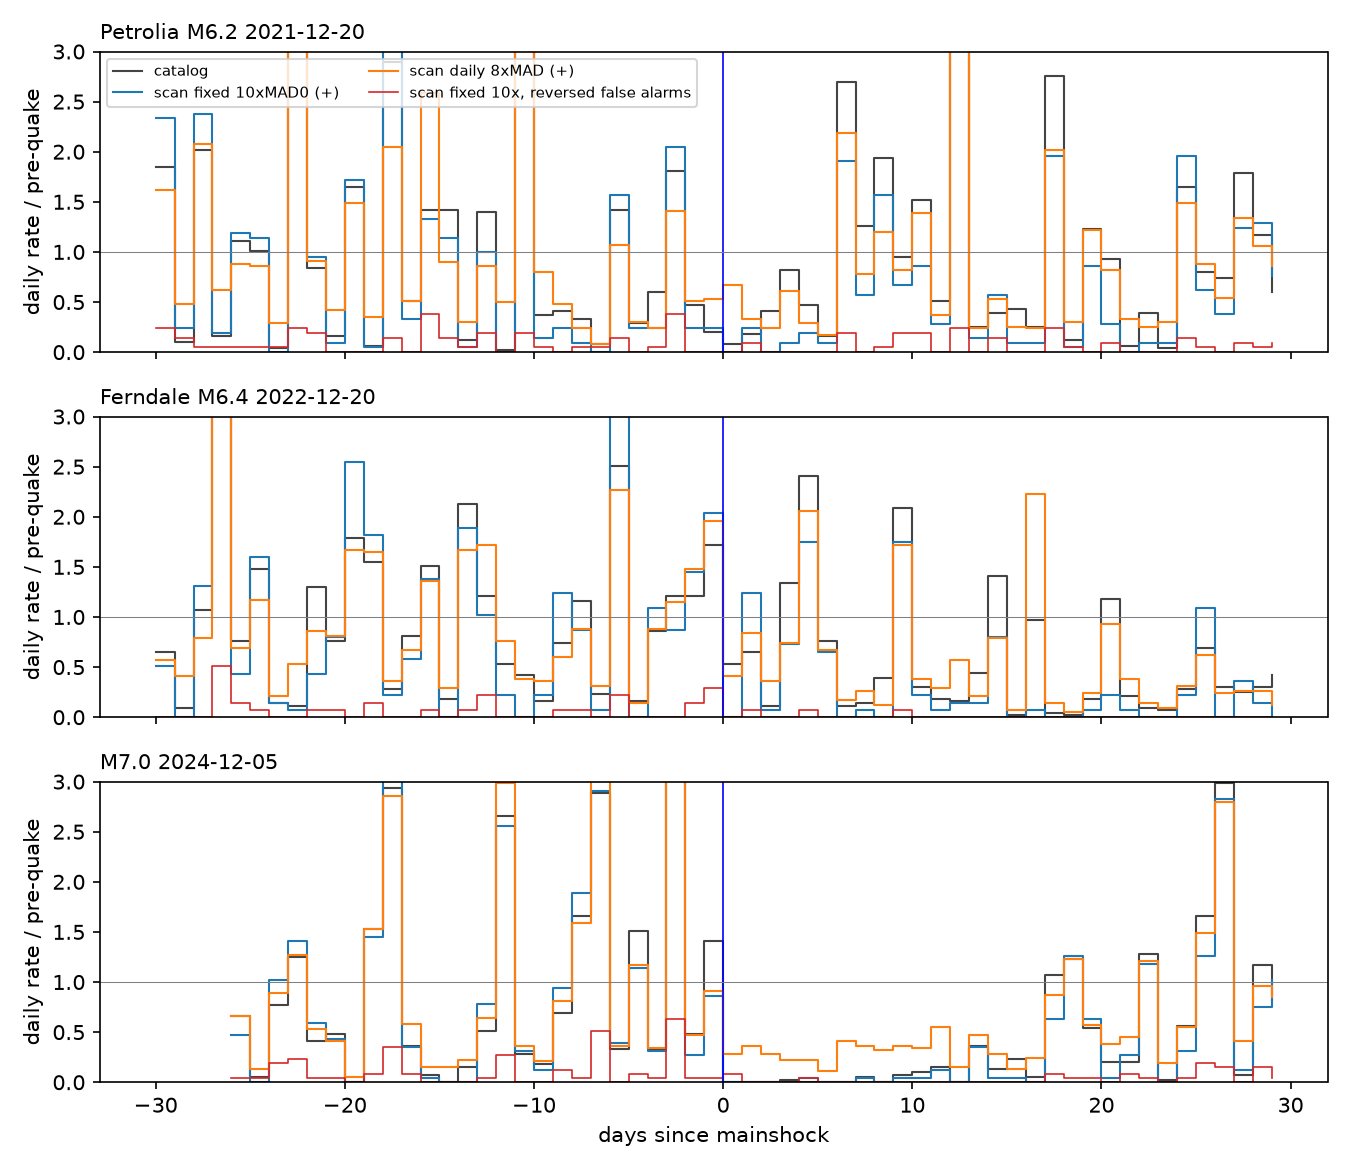 Petrolia M6.2 2021-12-20
3.0
2.5
2.0
1.5
1.0
0.5
0.0
daily rate / pre-quake
catalog
scan fixed 10xMAD0 (+)
scan daily 8xMAD (+)
scan fixed 10x, reversed false alarms
Ferndale M6.4 2022-12-20
3.0
2.5
2.0
1.5
1.0
0.5
0.0
daily rate / pre-quake
M7.0 2024-12-05
3.0
2.5
2.0
1.5
1.0
0.5
0.0
daily rate / pre-quake
−30 −20 −10 0 10 20 30
days since mainshock